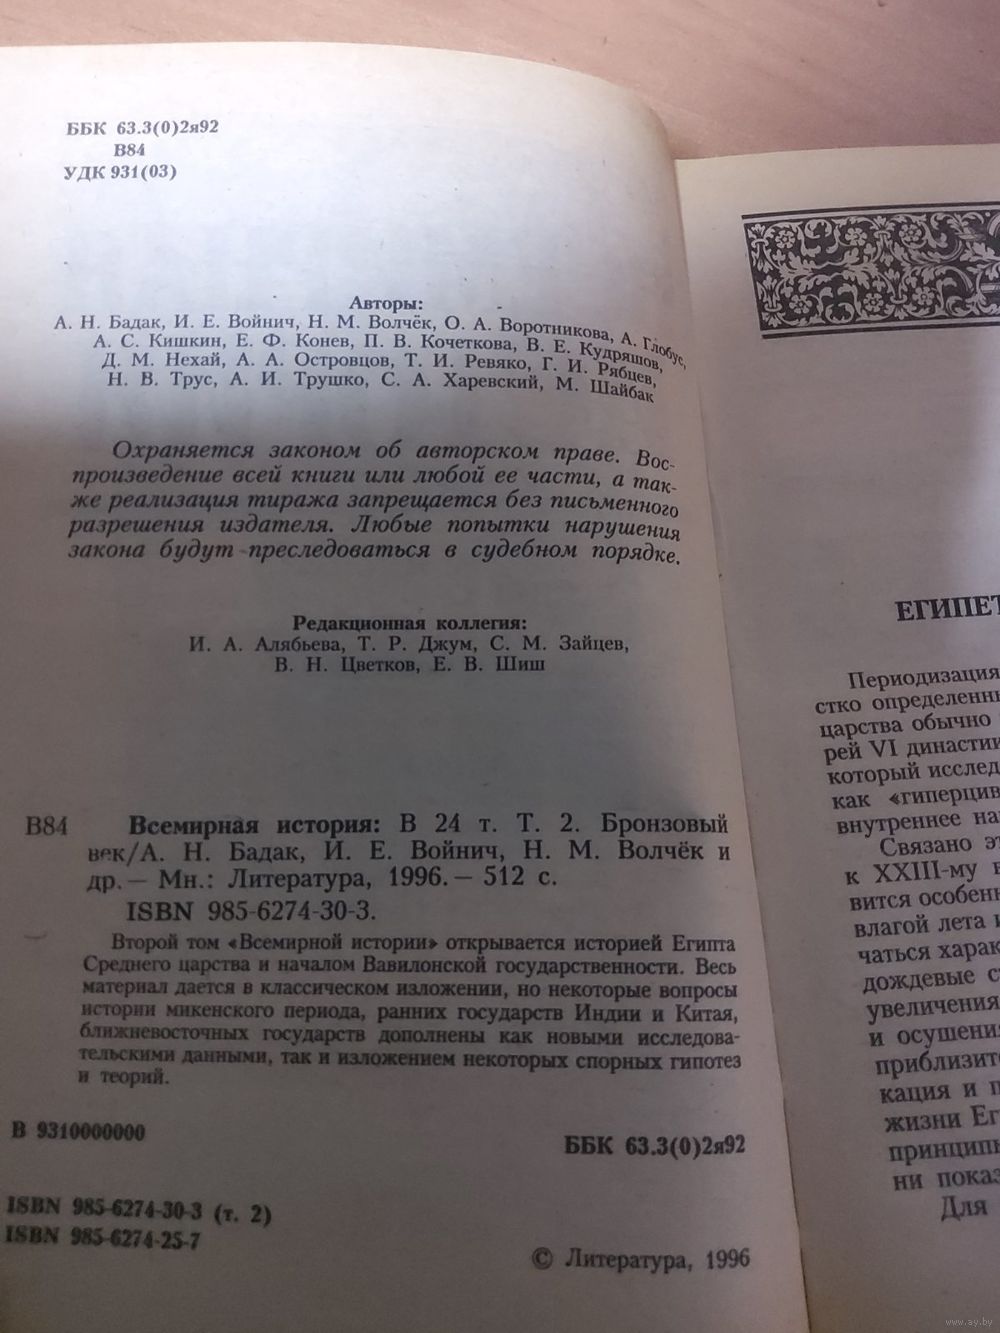 ББК 63.3(0)2я92
В84
УДК 931(03)
Авторы:
А. Н. Бадак, И. Е. Войнич, Н. М. Волчёк, О. А. Воротникова, А. Глобус,
А. С. Кишкин, Е. Ф. Конев, П. В. Кочеткова, В. Е. Кудряшов,
Д. М. Нехай, А. А. Островцов, Т. И. Ревяко, Г. И. Рябцев,
Н. В. Трус, А. И. Трушко, С. А. Харевский, М. Шайбак
Охраняется законом об авторском праве. Вос-
произведение всей книги или любой ее части, а так-
же реализация тиража запрещается без письменного
разрешения издателя. Любые попытки нарушения
закона будут преследоваться в судебном порядке.
Редакционная коллегия:
И. А. Алябьева, Т. Р. Джум, С. М. Зайцев,
В. Н. Цветков, Е. В. Шиш
В84 Всемирная история: В 24 т. Т. 2. Бронзовый
век/А. Н. Бадак, И. Е. Войнич, Н. М. Волчёк и
др.— Мн.: Литература, 1996.— 512 с.
ISBN 985-6274-30-3.
Второй том «Всемирной истории» открывается историей Египта
Среднего царства и началом Вавилонской государственности. Весь
материал дается в классическом изложении, но некоторые вопросы
истории микенского периода, ранних государств Индии и Китая,
ближневосточных государств дополнены как новыми исследова-
тельскими данными, так и изложением некоторых спорных гипотез
и теорий.
В 9310000000
ББК 63.3(0)2я92
ISBN 985-6274-30-3 (т. 2)
ISBN 985-6274-25-7
© Литература, 1996
ЕГИПЕТ
Периодизация
стко определенн
царства обычно
рей VI династии
который исслед
как «гиперцив
внутреннее на
Связано э
к XXIII-му в
вится особен
влагой лета и
чаться харак
дождевые с
увеличения
и осушения
приблизите
кация и п
жизни Ег
принципы
ни показ
Для
www.ay.by